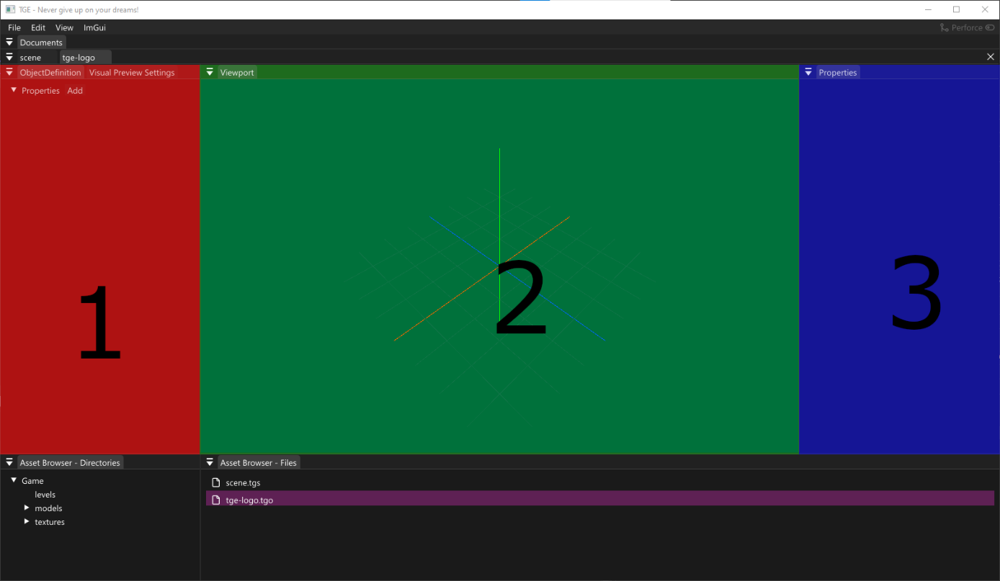 TGE - Never give up on your dreams!
File Edit View ImGui Perforce
Documents
scene tge-logo
ObjectDefinition Visual Preview Settings Viewport Properties
Properties Add
1 2 3
Asset Browser - Directories Asset Browser - Files
Game scene.tgs
levels tge-logo.tgo
models
textures